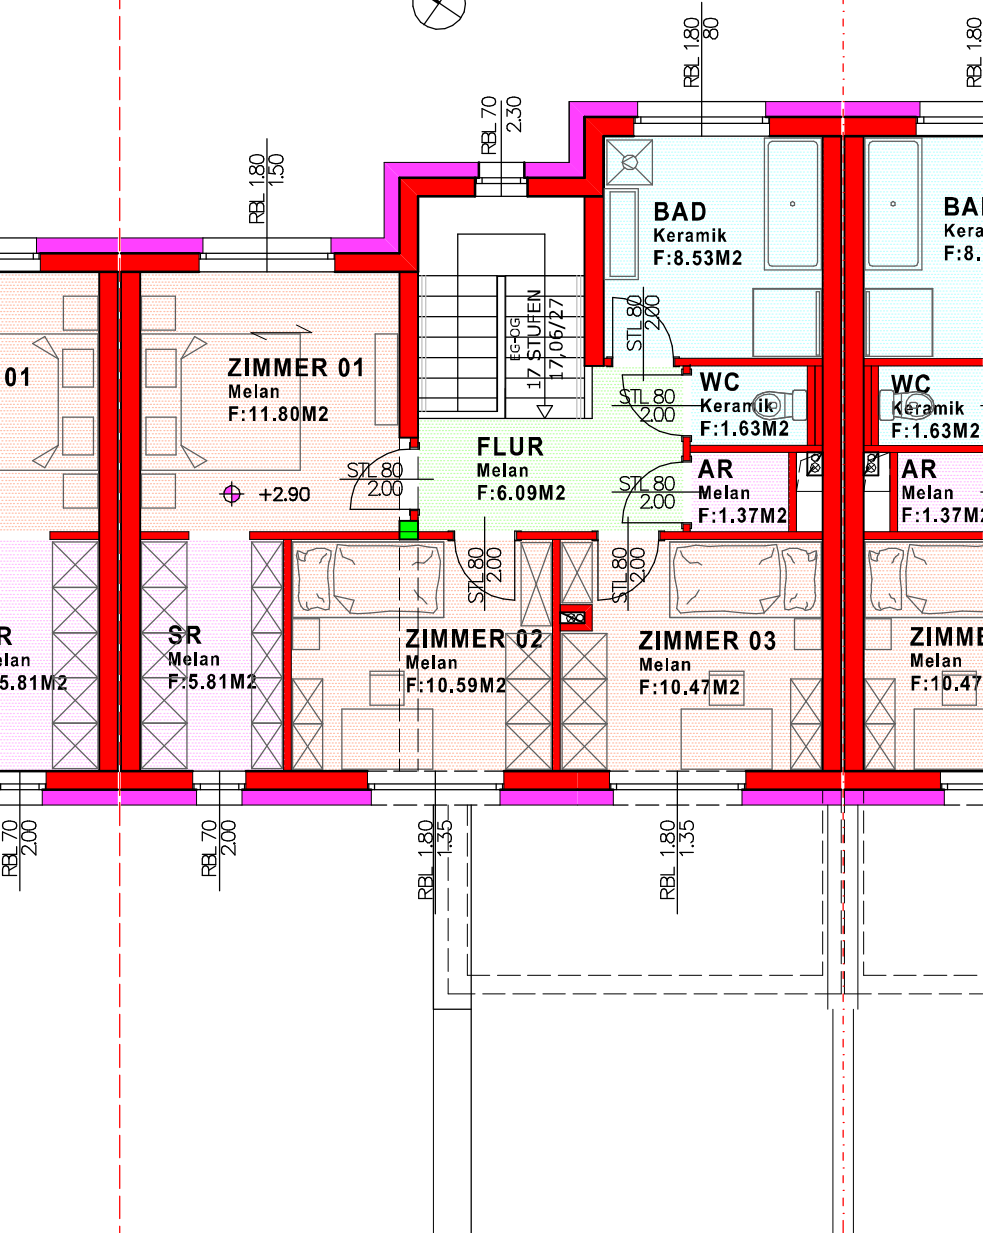 RBL 1.80
80
RBL 1.80
RBL 70
2.30
RBL 1.80
1.50
BAD
Keramik
F:8.53M2
EG-OG
17 STUFEN
17,06/27
STL 80
2.00
01
ZIMMER 01
Melan
F:11.80M2
WC
Keramik
F:1.63M2
WC
Keramik
F:1.63M2
STL 80
2.00
FLUR
Melan
F:6.09M2
STL 80
2.00
+2.90
STL 80
2.00
AR
Melan
F:1.37M2
AR
Melan
F:1.37M2
STL 80
2.00
STL 80
2.00
R
5.81M2
SR
Melan
F:5.81M2
ZIMMER 02
Melan
F:10.59M2
ZIMMER 03
Melan
F:10.47M2
ZIMME
Melan
F:10.47
RBL 70
2.00
RBL 70
2.00
RBL 1.80
1.35
RBL 1.80
1.35